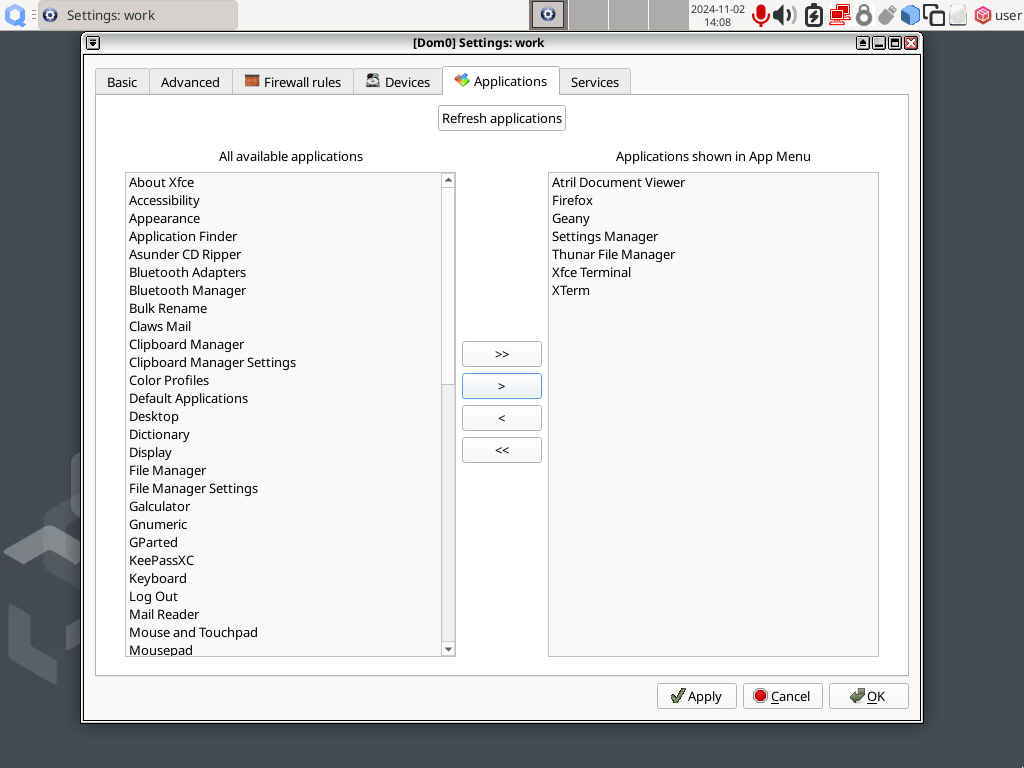 Settings: work
2024-11-02
14:08
user
[Dom0] Settings: work
Basic
Advanced
Firewall rules
Devices
Applications
Services
Refresh applications
All available applications
Applications shown in App Menu
About Xfce
Accessibility
Appearance
Application Finder
Asunder CD Ripper
Bluetooth Adapters
Bluetooth Manager
Bulk Rename
Claws Mail
Clipboard Manager
Clipboard Manager Settings
Color Profiles
Default Applications
Desktop
Dictionary
Display
File Manager
File Manager Settings
Galculator
Gnumeric
GParted
KeePassXC
Keyboard
Log Out
Mail Reader
Mouse and Touchpad
Mousepad
>>
>
<
<<
Atril Document Viewer
Firefox
Geany
Settings Manager
Thunar File Manager
Xfce Terminal
XTerm
Apply
Cancel
OK